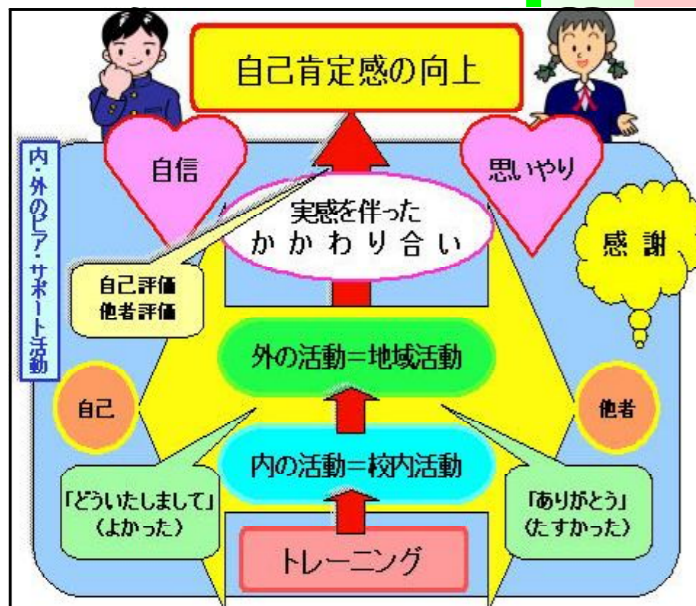 自己肯定感の向上
自信
思いやり
内・外のピア・サポート活動
実感を伴った
かかわり合い
感謝
自己評価
他者評価
外の活動＝地域活動
自己
他者
内の活動＝校内活動
「どういたしまして」
（よかった）
「ありがとう」
（たすかった）
トレーニング